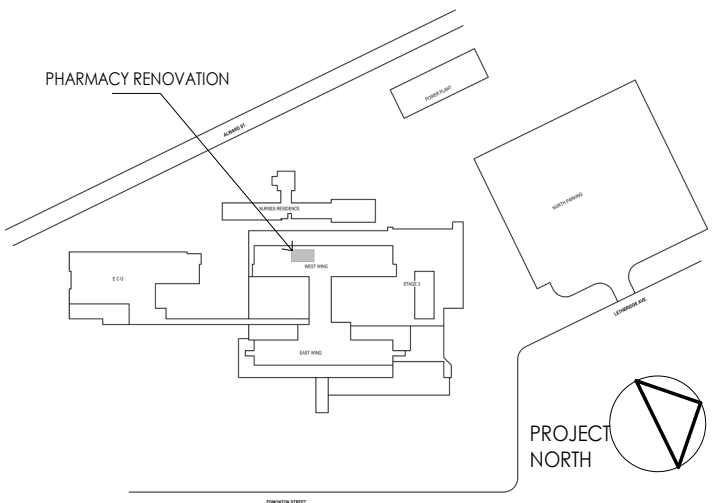 PHARMACY RENOVATION
POWER PLANT
ALWARD ST.
NORTH PARKING
NURSES RESIDENCE
WEST WING
E C U
STAGE 3
LETHBRIDGE AVE.
EAST WING
PROJECT
NORTH
EDMONTON STREET